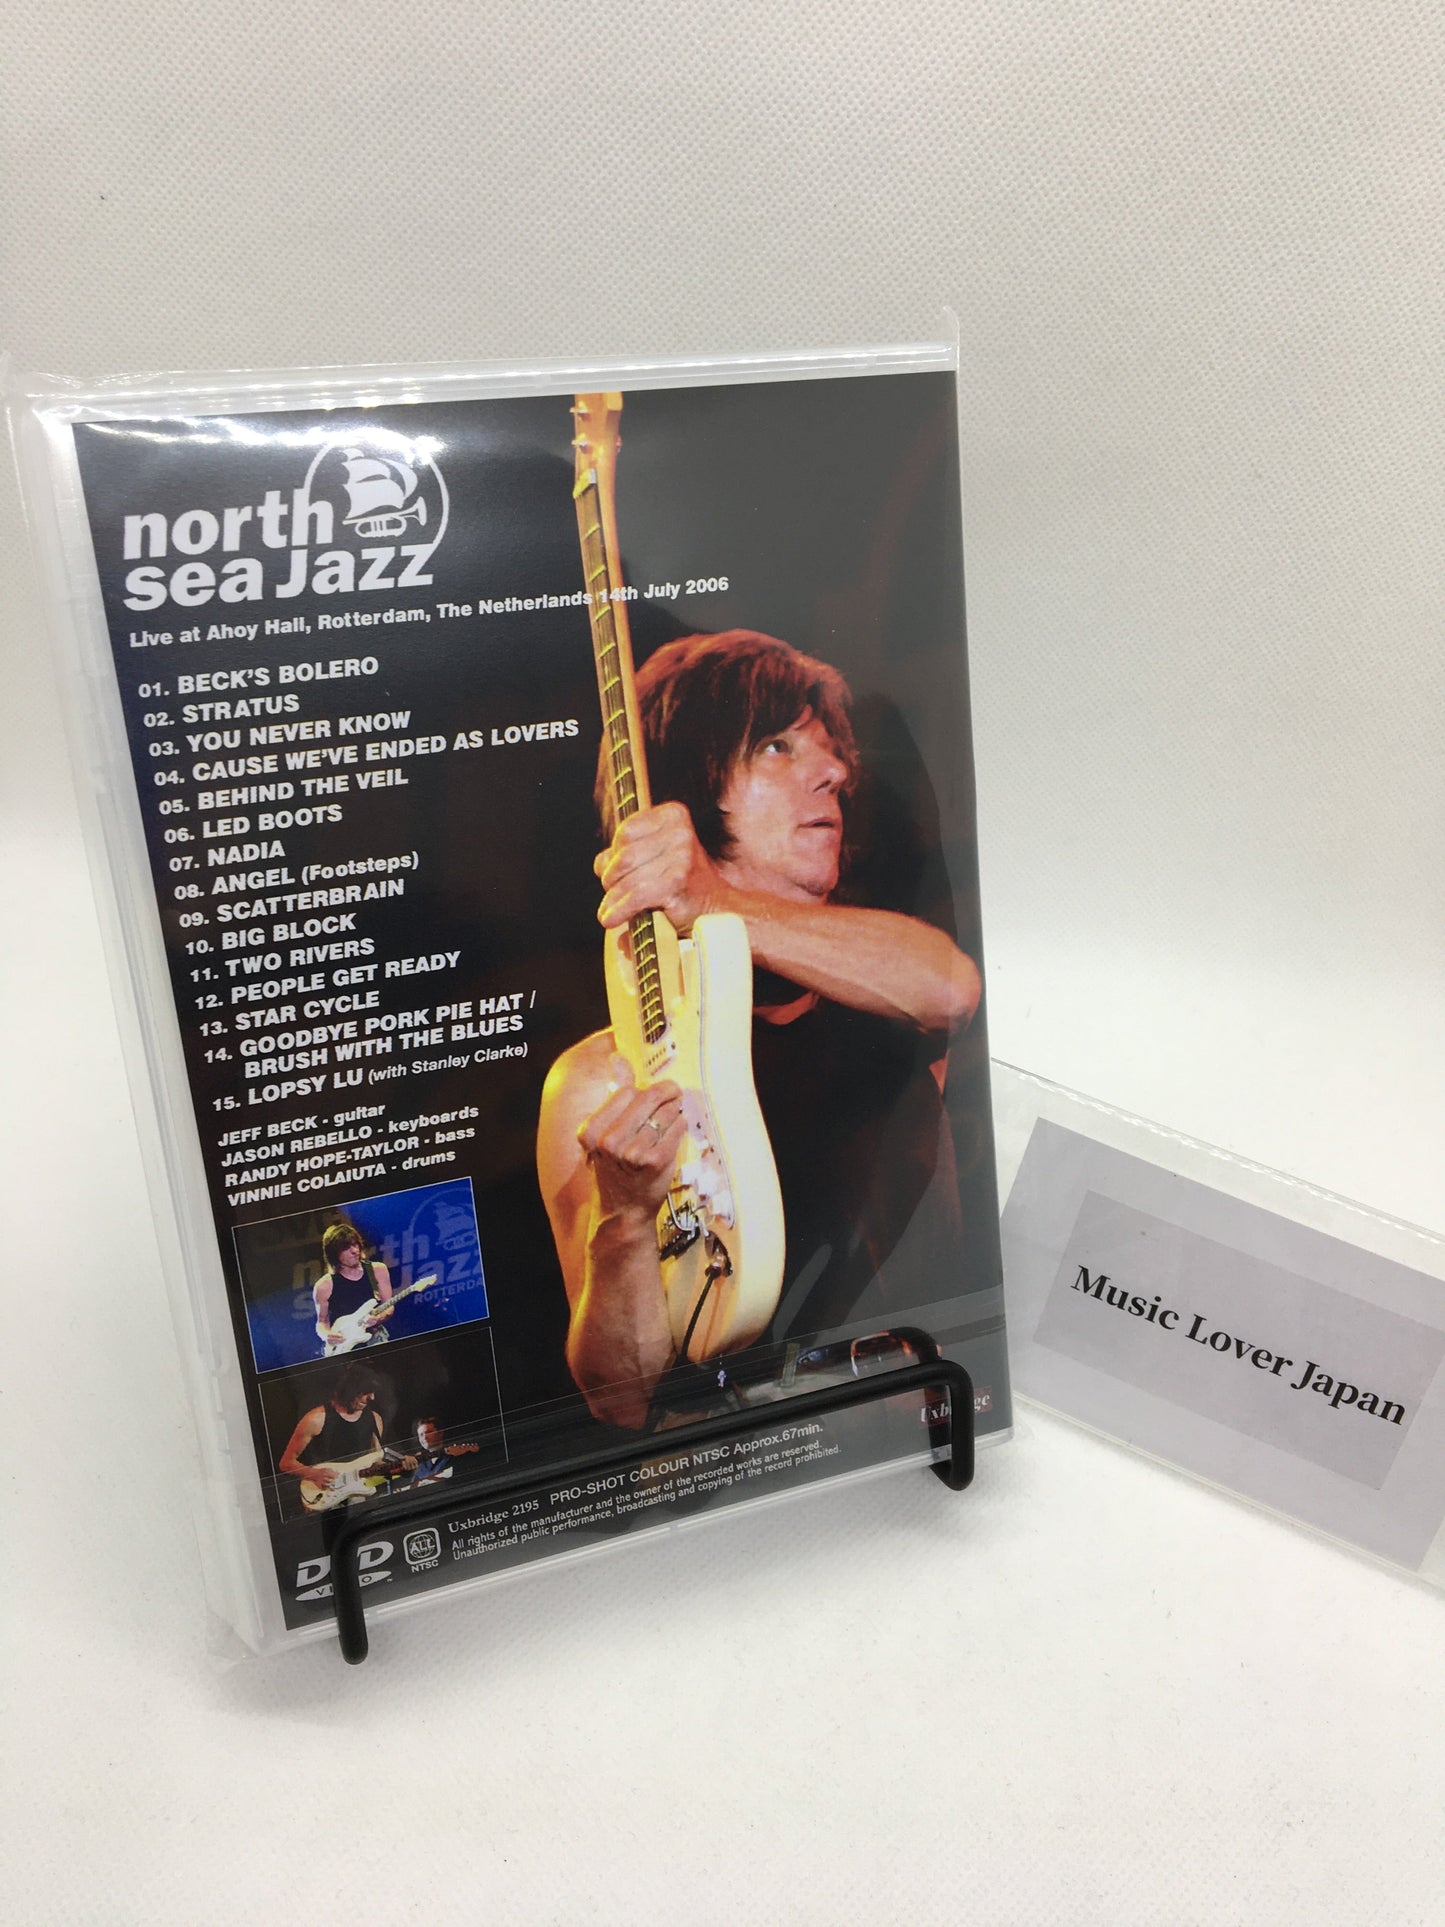 north
sea Jazz
Live at Ahoy Hall, Rotterdam, The Netherlands 14th July 2006
01. BECK'S BOLERO
02. STRATUS
03. YOU NEVER KNOW
04. CAUSE WE'VE ENDED AS LOVERS
05. BEHIND THE VEIL
06. LED BOOTS
07. NADIA
08. ANGEL (Footsteps)
09. SCATTERBRAIN
10. BIG BLOCK
11. TWO RIVERS
12. PEOPLE GET READY
13. STAR CYCLE
14. GOODBYE PORK PIE HAT /
BRUSH WITH THE BLUES
15. LOPSY LU (with Stanley Clarke)
JEFF BECK - guitar
JASON REBELLO - keyboards
RANDY HOPE-TAYLOR - bass
VINNIE COLAIUTA - drums
north
Jazz
ROTTERDA
Uxbridge
Uxbridge 2195 PRO-SHOT COLOUR NTSC Approx.67min.
All rights of the manufacturer and the owner of the recorded works are reserved.
Unauthorized public performance, broadcasting and copying of the record prohibited.
DVD
VIDEO
ALL
NTSC
Music Lover Japan